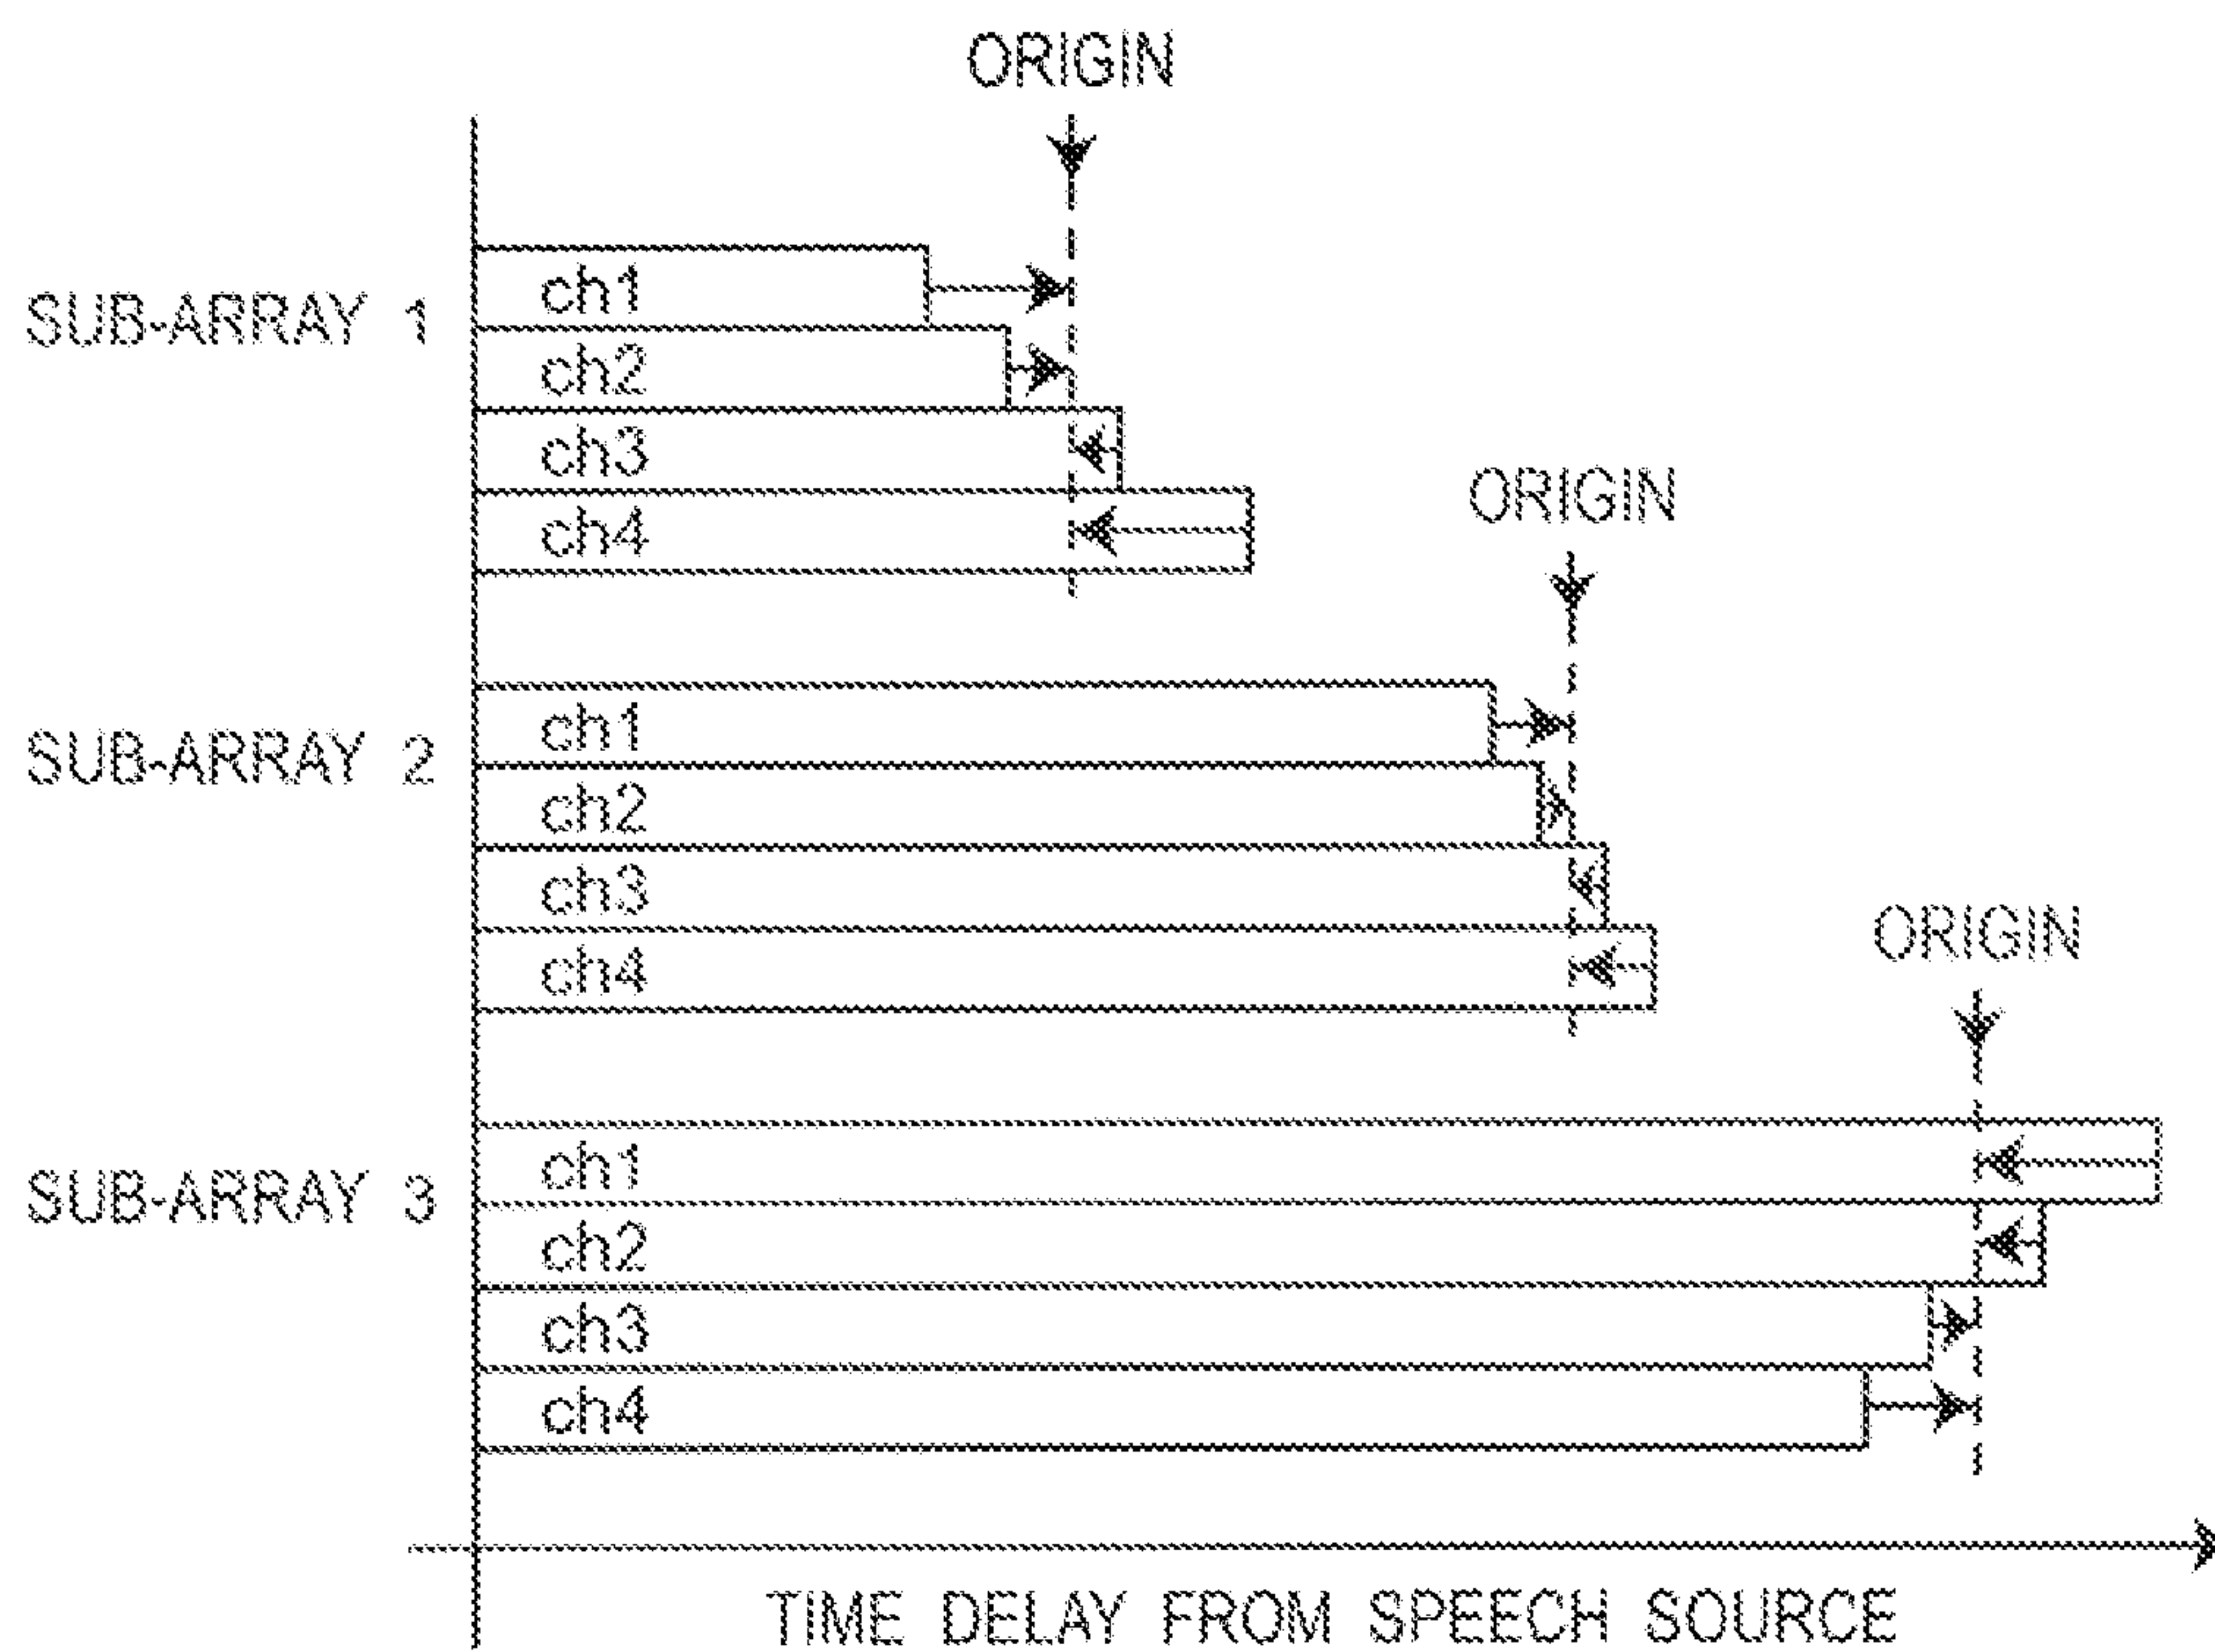 ORIGIN
SUB-ARRAY 1
ch1
ch2
ch3
ch4
ORIGIN
SUB-ARRAY 2
ch1
ch2
ch3
ch4
ORIGIN
SUB-ARRAY 3
ch1
ch2
ch3
ch4
TIME DELAY FROM SPEECH SOURCE